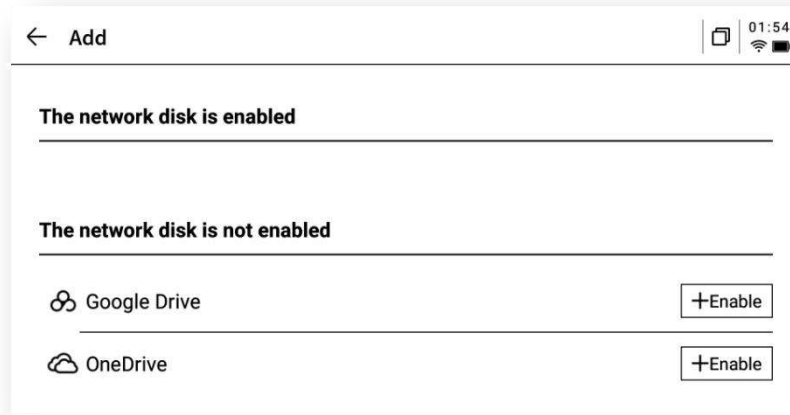 Add
01:54
The network disk is enabled
The network disk is not enabled
Google Drive
+Enable
OneDrive
+Enable